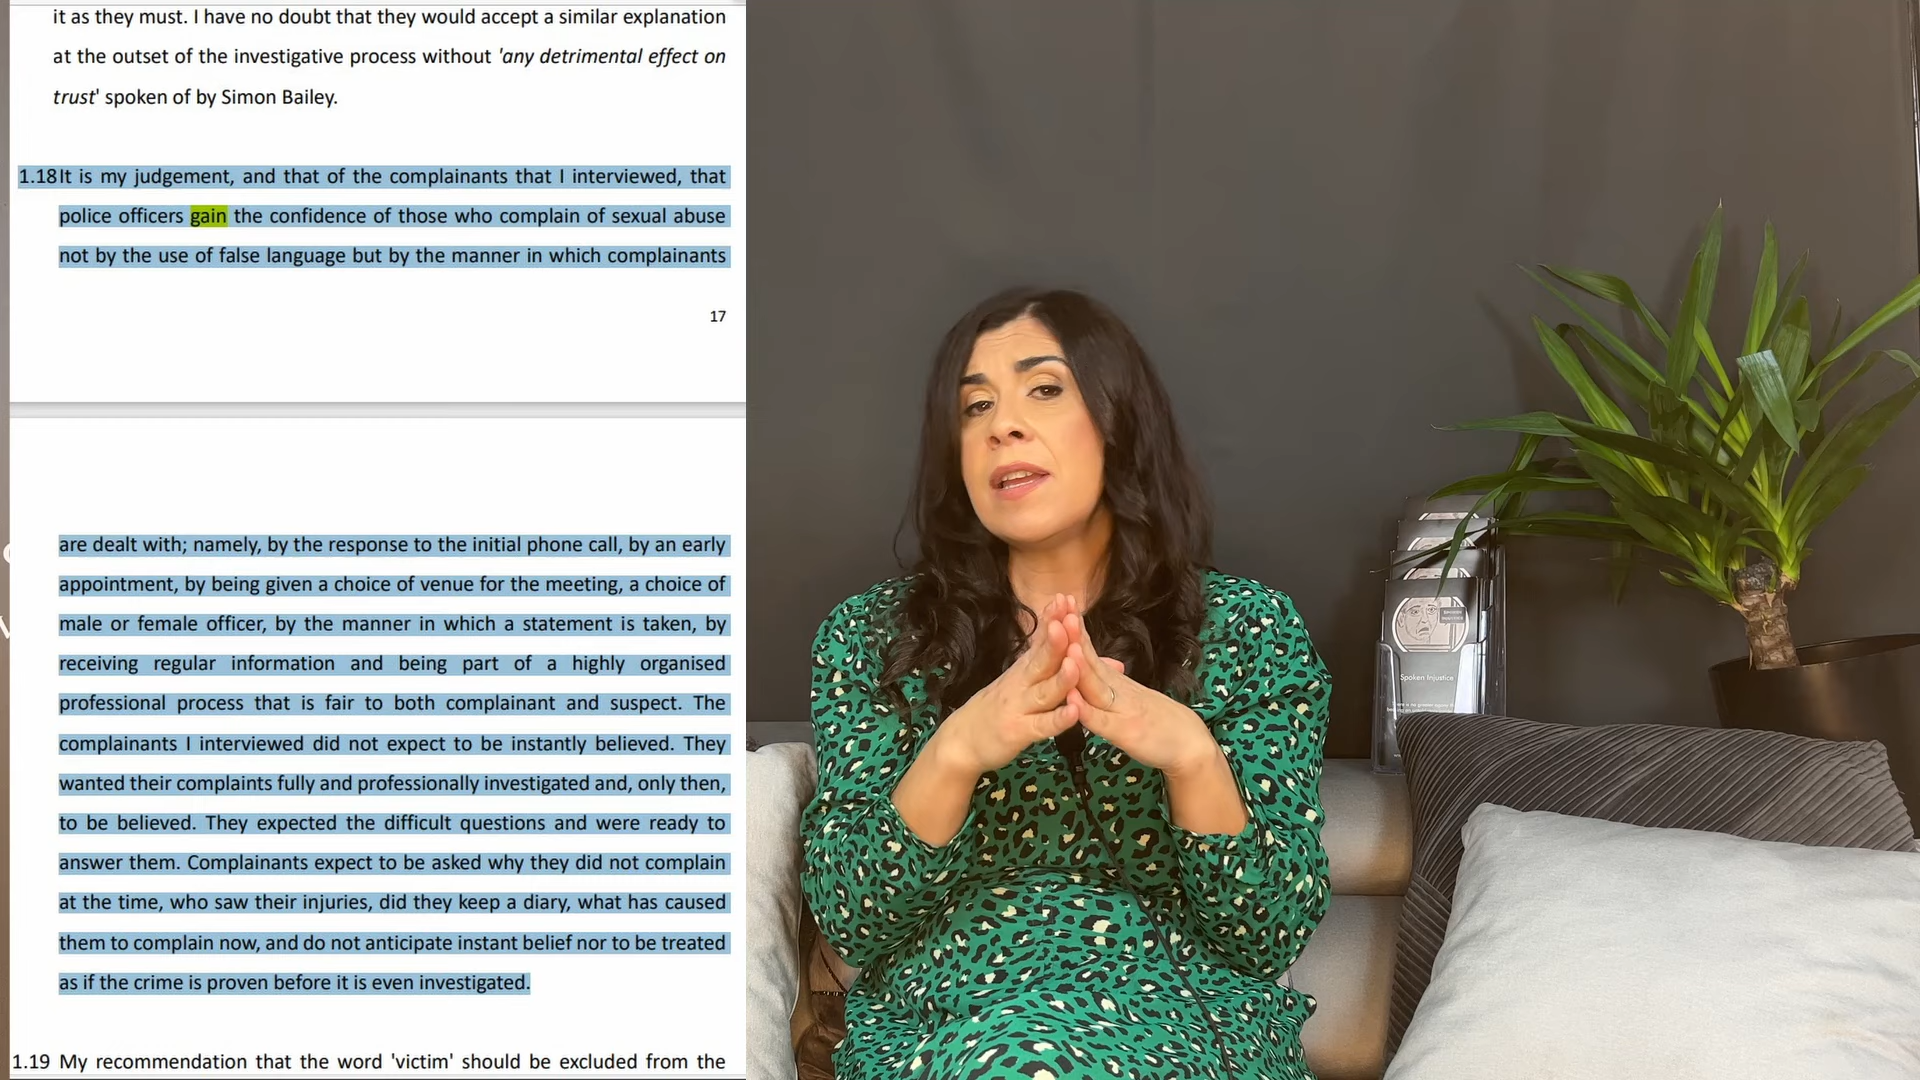 it as they must. I have no doubt that they would accept a similar explanation
at the outset of the investigative process without 'any detrimental effect on
trust' spoken of by Simon Bailey.
1.18 It is my judgement, and that of the complainants that I interviewed, that
police officers gain the confidence of those who complain of sexual abuse
not by the use of false language but by the manner in which complainants
17
are dealt with; namely, by the response to the initial phone call, by an early
appointment, by being given a choice of venue for the meeting, a choice of
male or female officer, by the manner in which a statement is taken, by
receiving regular information and being part of a highly organised
professional process that is fair to both complainant and suspect. The
complainants I interviewed did not expect to be instantly believed. They
wanted their complaints fully and professionally investigated and, only then,
to be believed. They expected the difficult questions and were ready to
answer them. Complainants expect to be asked why they did not complain
at the time, who saw their injuries, did they keep a diary, what has caused
them to complain now, and do not anticipate instant belief nor to be treated
as if the crime is proven before it is even investigated.
1.19 My recommendation that the word 'victim' should be excluded from the
Spoken Injustice